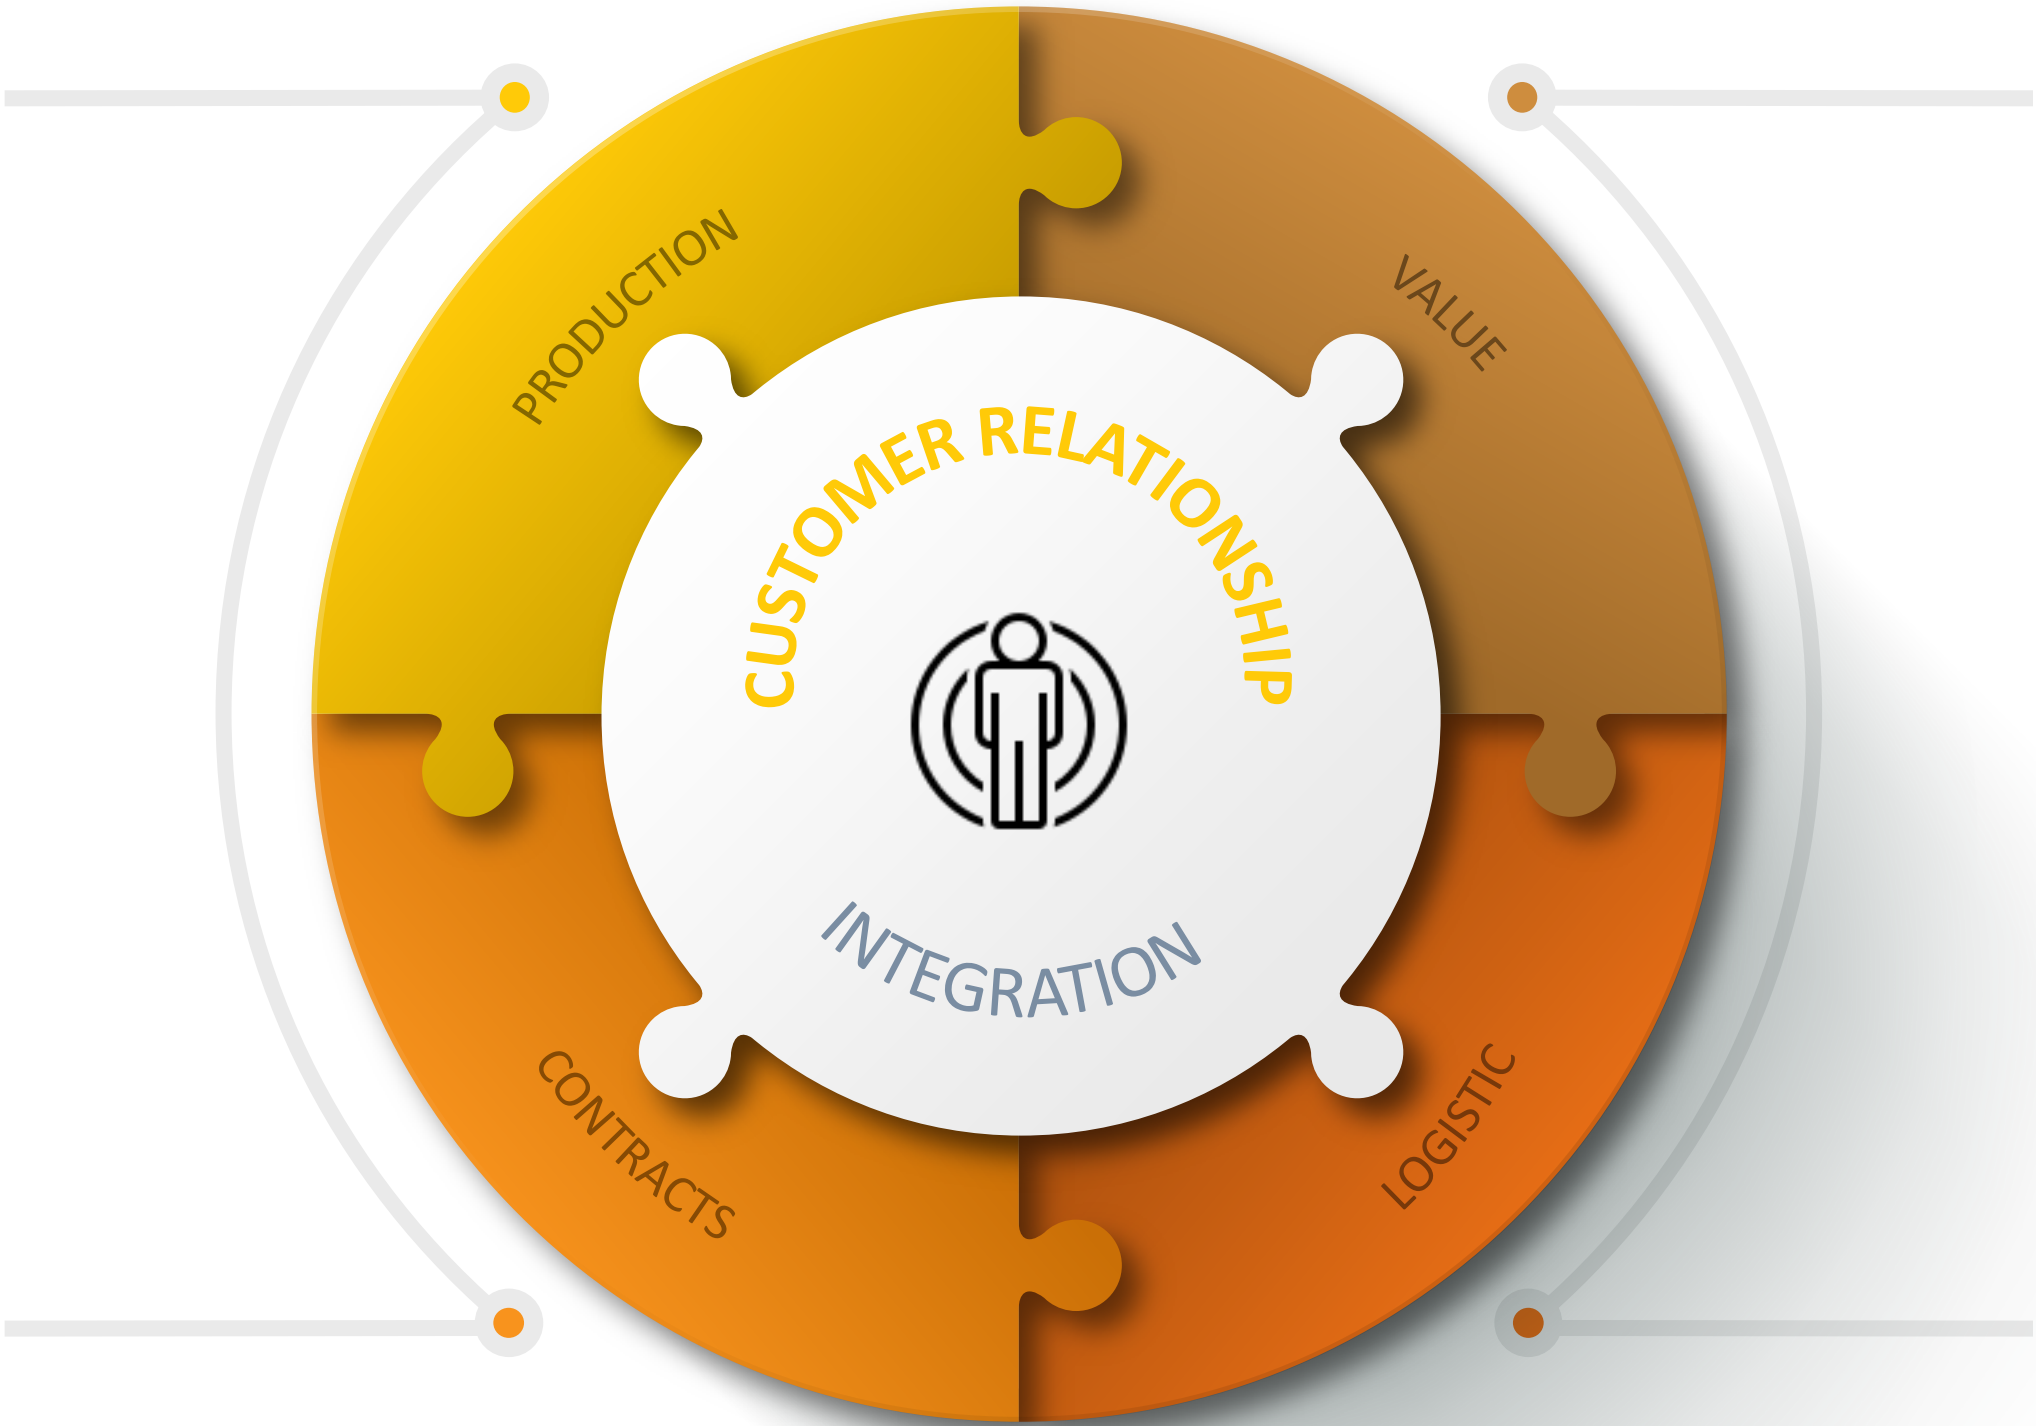 PRODUCTION
VALUE
CUSTOMER RELATIONSHIP
INTEGRATION
CONTRACTS
LOGISTIC